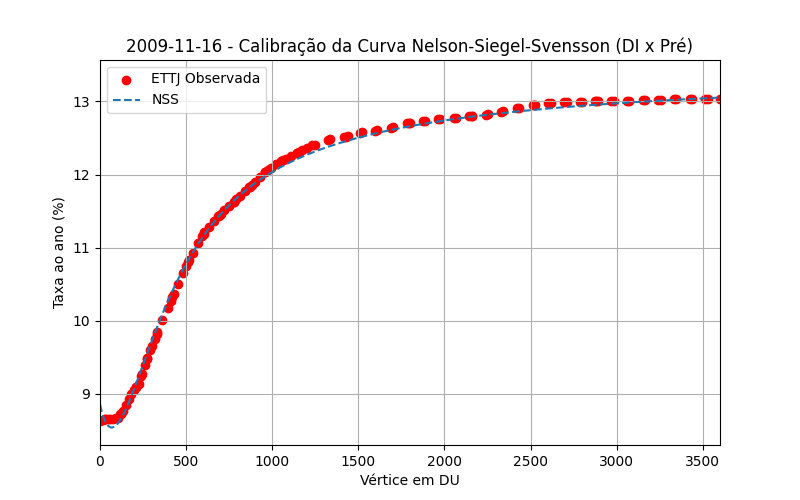 2009-11-16 - Calibração da Curva Nelson-Siegel-Svensson (DI x Pré)
ETTJ Observada
NSS
Taxa ao ano (%)
13
12
11
10
9
0 500 1000 1500 2000 2500 3000 3500
Vértice em DU